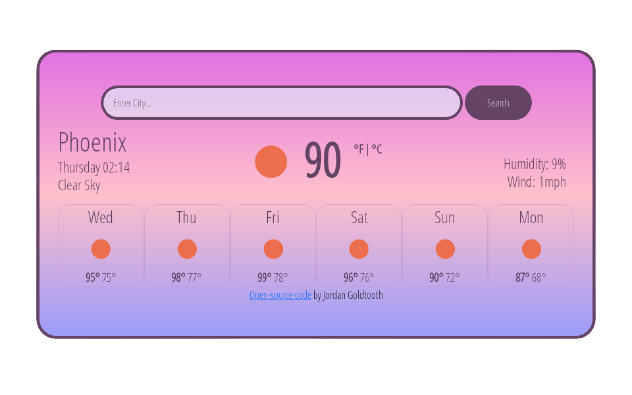 Enter City...
Search
Phoenix
Thursday 02:14
Clear Sky
90 °F | °C
Humidity: 9%
Wind: 1mph
Wed Thu Fri Sat Sun Mon
95° 75° 98° 77° 99° 78° 96° 76° 90° 72° 87° 68°
Open-source code by Jordan Goldtooth